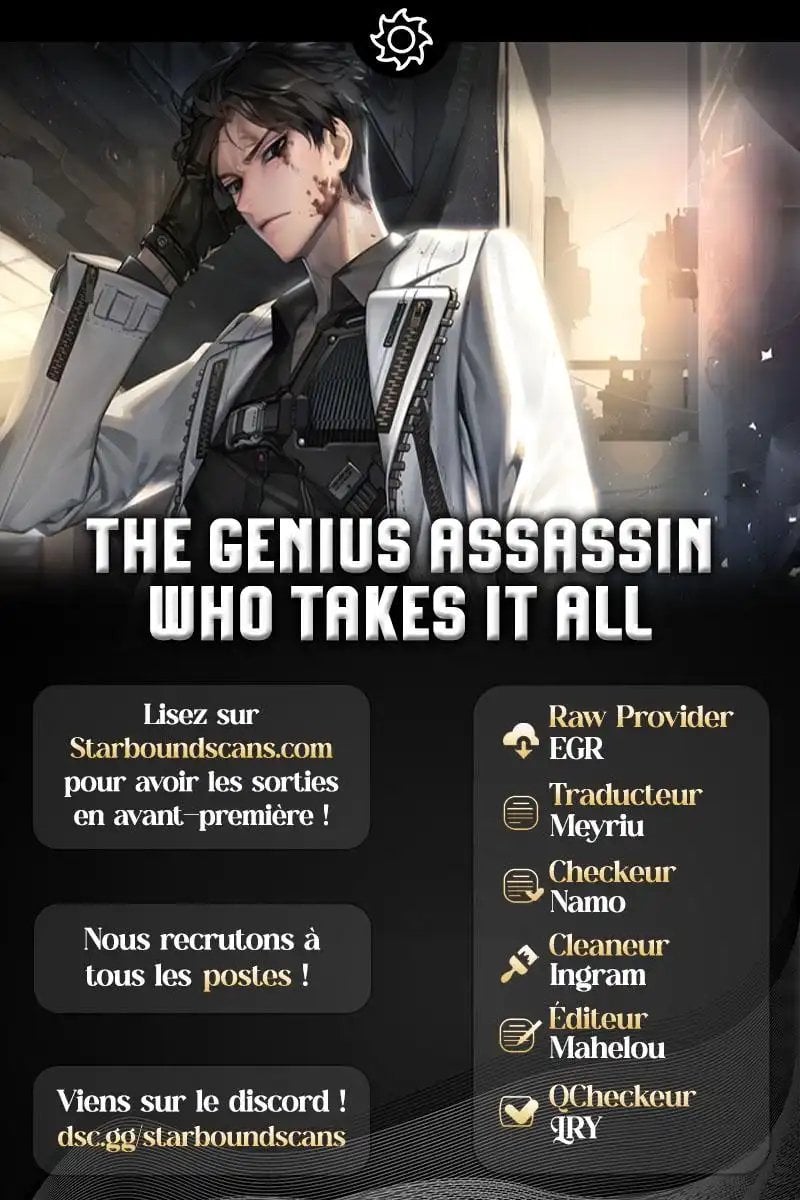 THE GENIUS ASSASSIN
WHO TAKES IT ALL
Lisez sur
Starboundscans.com
pour avoir les sorties
en avant-première !
Nous recrutons à
tous les postes !
Viens sur le discord !
dsc.gg/starboundscans
Raw Provider
EGR
Traducteur
Meyriu
Checkeur
Namo
Cleaneur
Ingram
Éditeur
Mahelou
QCheckeur
LRY